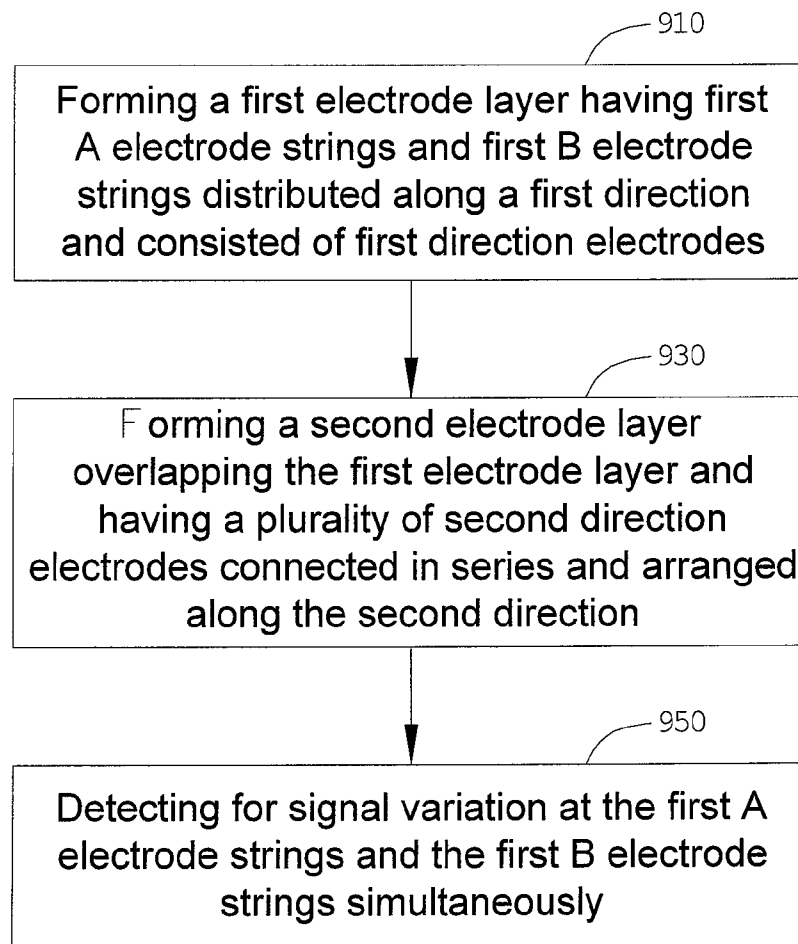 910
Forming a first electrode layer having first
A electrode strings and first B electrode
strings distributed along a first direction
and consisted of first direction electrodes
930
Forming a second electrode layer
overlapping the first electrode layer and
having a plurality of second direction
electrodes connected in series and arranged
along the second direction
950
Detecting for signal variation at the first A
electrode strings and the first B electrode
strings simultaneously